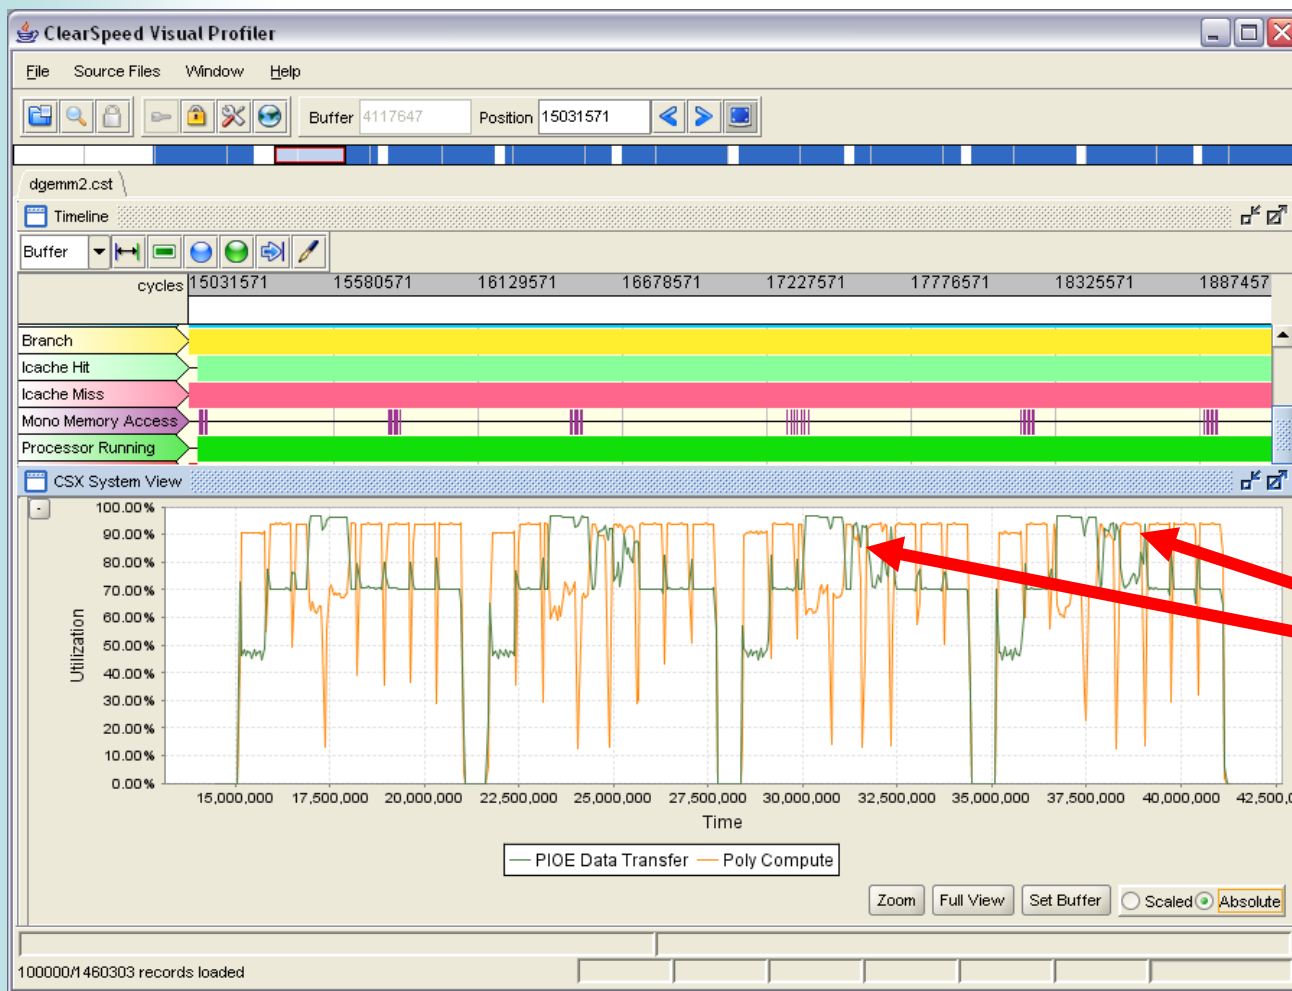 ClearSpeed Visual Profiler
File Source Files Window Help
Buffer 4117647 Position 15031571
dgemm2.cst
Timeline
Buffer
cycles 15031571 15580571 16129571 16678571 17227571 17776571 18325571 1887457
Branch
Icache Hit
Icache Miss
Mono Memory Access
Processor Running
CSX System View
-
100.00%
90.00%
80.00%
70.00%
60.00%
50.00%
40.00%
30.00%
20.00%
10.00%
0.00%
Utilization
15,000,000 17,500,000 20,000,000 22,500,000 25,000,000 27,500,000 30,000,000 32,500,000 35,000,000 37,500,000 40,000,000 42,500,0
Time
PIOE Data Transfer Poly Compute
Zoom Full View Set Buffer Scaled Absolute
100000/1460303 records loaded